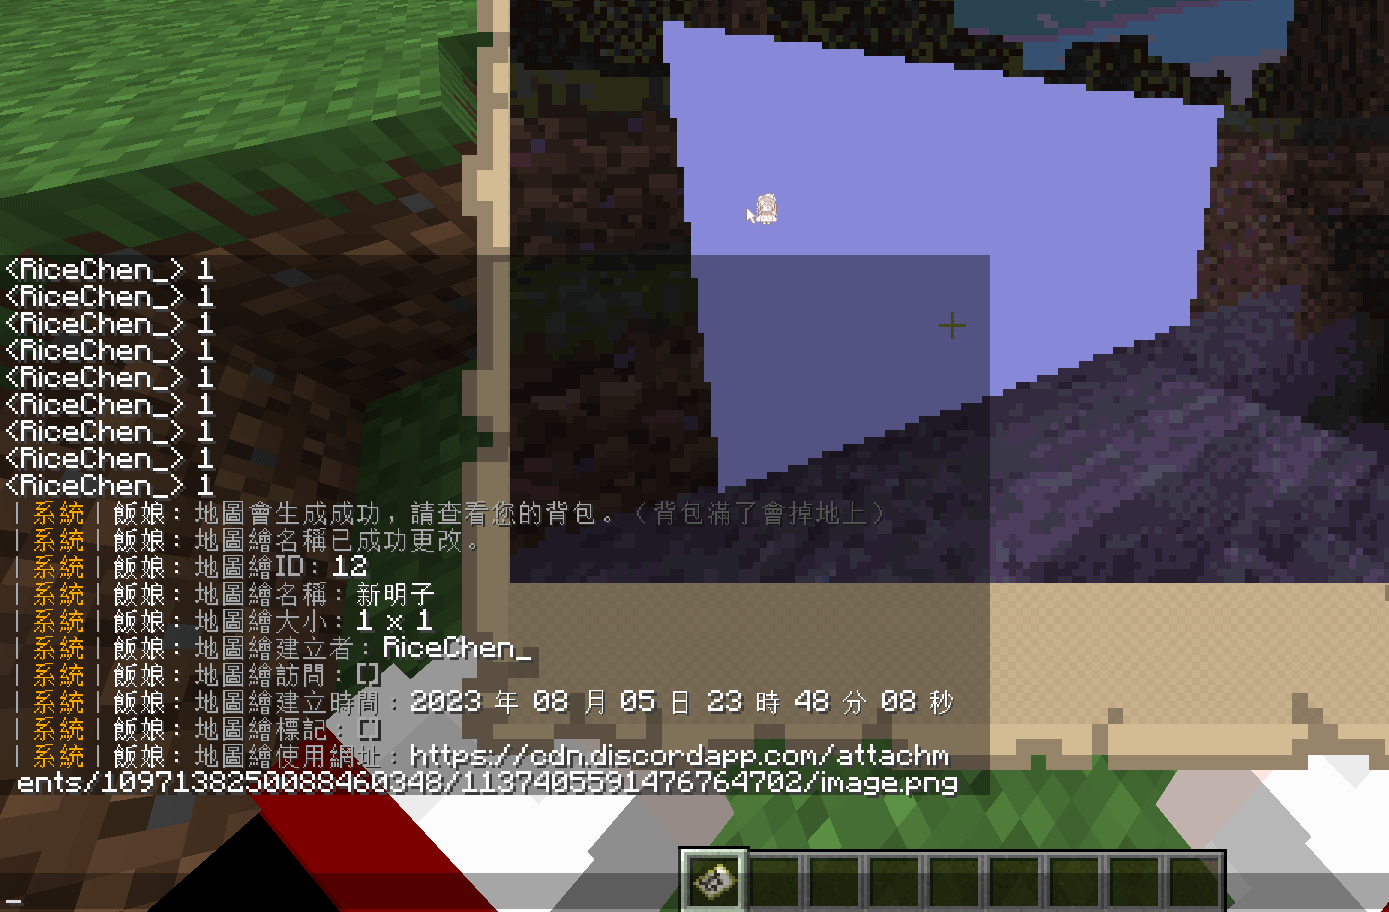 <RiceChen_> 1
<RiceChen_> 1
<RiceChen_> 1
<RiceChen_> 1
<RiceChen_> 1
<RiceChen_> 1
<RiceChen_> 1
<RiceChen_> 1
<RiceChen_> 1
| 系統 | 飯娘：地圖會生成成功，請查看您的背包。（背包滿了會掉地上）
| 系統 | 飯娘：地圖繪名稱已成功更改。
| 系統 | 飯娘：地圖繪ID：12
| 系統 | 飯娘：地圖繪名稱：新明子
| 系統 | 飯娘：地圖繪大小：1 x 1
| 系統 | 飯娘：地圖繪建立者：RiceChen_
| 系統 | 飯娘：地圖繪訪問：[]
| 系統 | 飯娘：地圖繪建立時間：2023 年 08 月 05 日 23 時 48 分 08 秒
| 系統 | 飯娘：地圖繪標記：[]
| 系統 | 飯娘：地圖繪使用網址：https://cdn.discordapp.com/attachm
ents/1097138250088460348/1137405591476764702/image.png